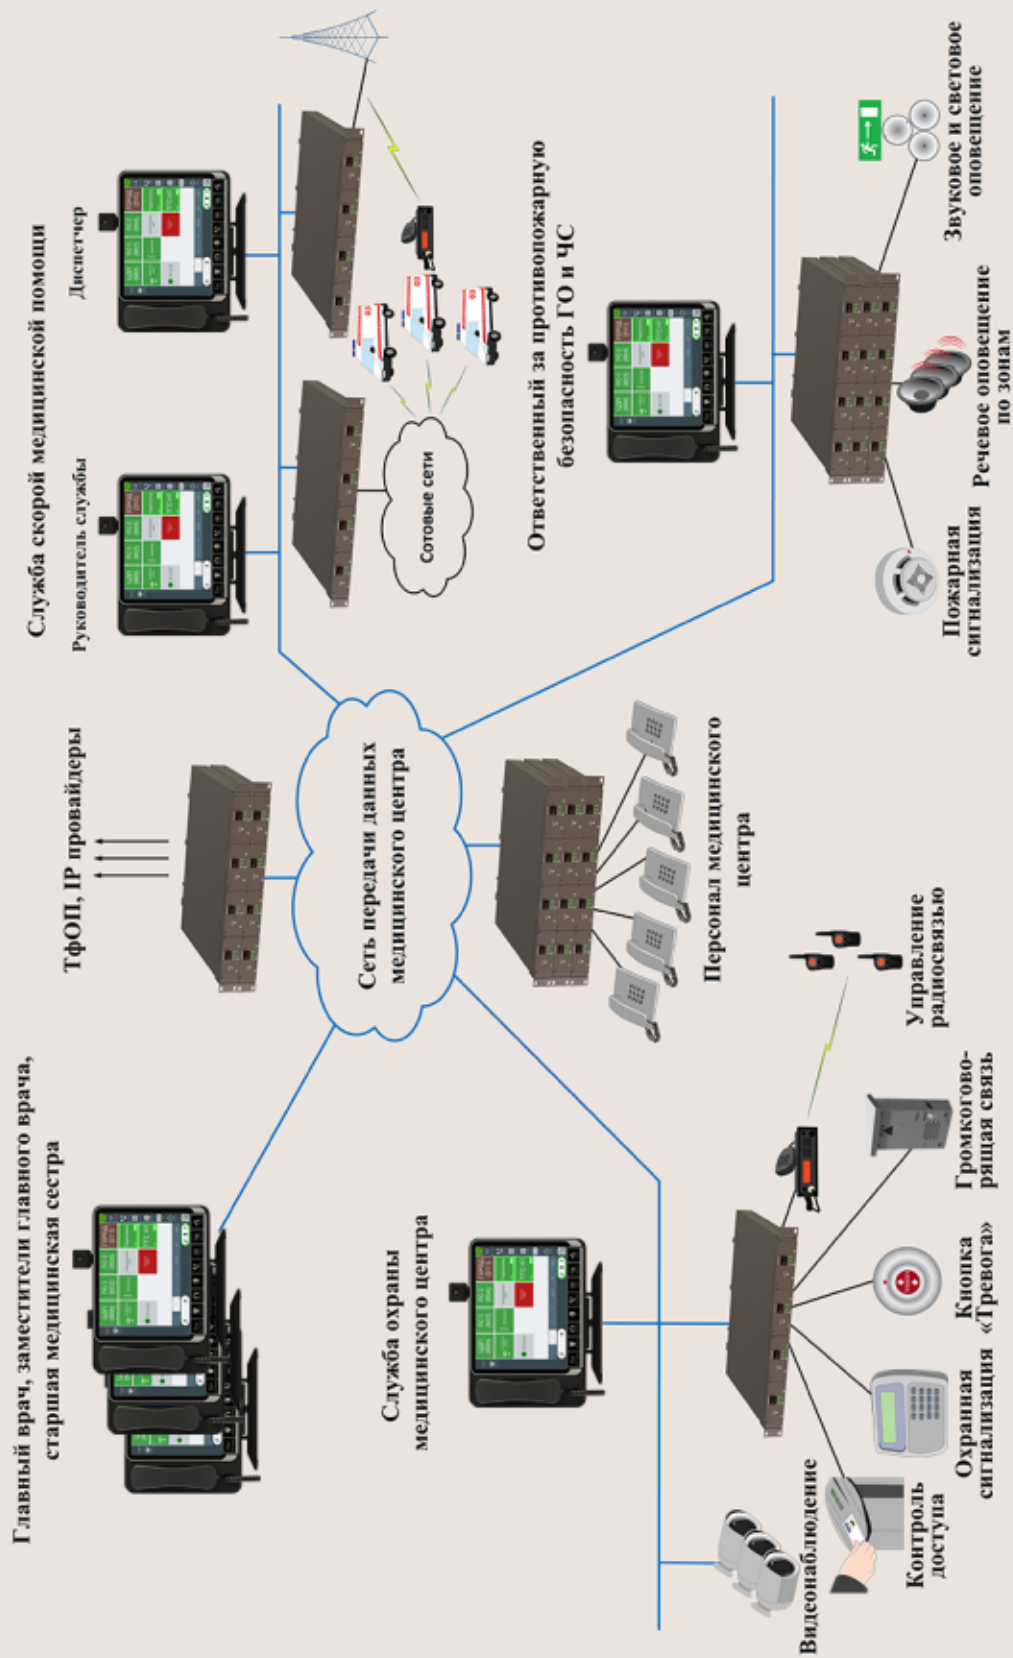 Главный врач, заместители главного врача,
старшая медицинская сестра
ТфОП, IP провайдеры
Служба скорой медицинской помощи
Руководитель службы
Диспетчер
Сеть передачи данных
медицинского центра
Сотовые сети
Служба охраны
медицинского центра
Ответственный за противопожарную
безопасность ГО и ЧС
Персонал медицинского
центра
Видеонаблюдение
Контроль
доступа
Охранная
сигнализация
Кнопка
«Тревога»
Громкогово-
рящая связь
Управление
радиосвязью
Пожарная
сигнализация
Речевое оповещение
по зонам
Звуковое и световое
оповещение